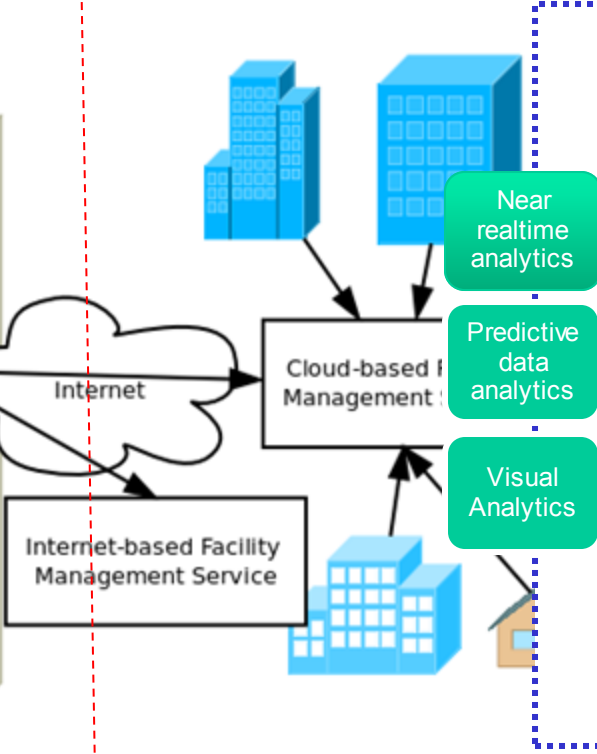 Near
realtime
analytics
Predictive
data
analytics
Visual
Analytics
Cloud-based
Management
Internet
Internet-based Facility
Management Service